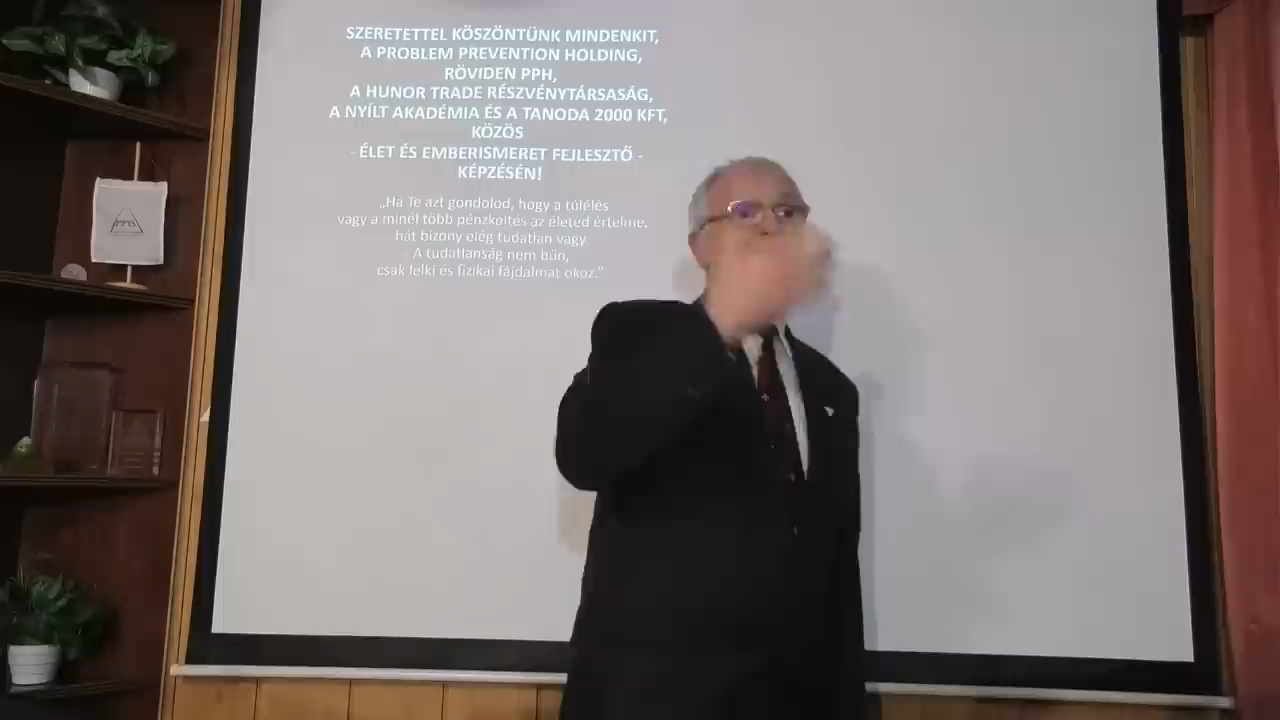 SZERETETTEL KÖSZÖNTÜNK MINDENKIT,
A PROBLEM PREVENTION HOLDING,
RÖVIDEN PPH,
A HUNOR TRADE RÉSZVÉNYTÁRSASÁG,
A NYÍLT AKADÉMIA ÉS A TANODA 2000 KFT,
KÖZÖS
- ÉLET ÉS EMBERISMERET FEJLESZTŐ -
KÉPZÉSÉN!
„Ha Te azt gondolod, hogy a túlélés
vagy a minél több pénzköltés az életed értelme,
hát bizony elég tudatlan vagy
A tudatlanság nem bűn,
csak lelki és fizikai fájdalmat okoz.”